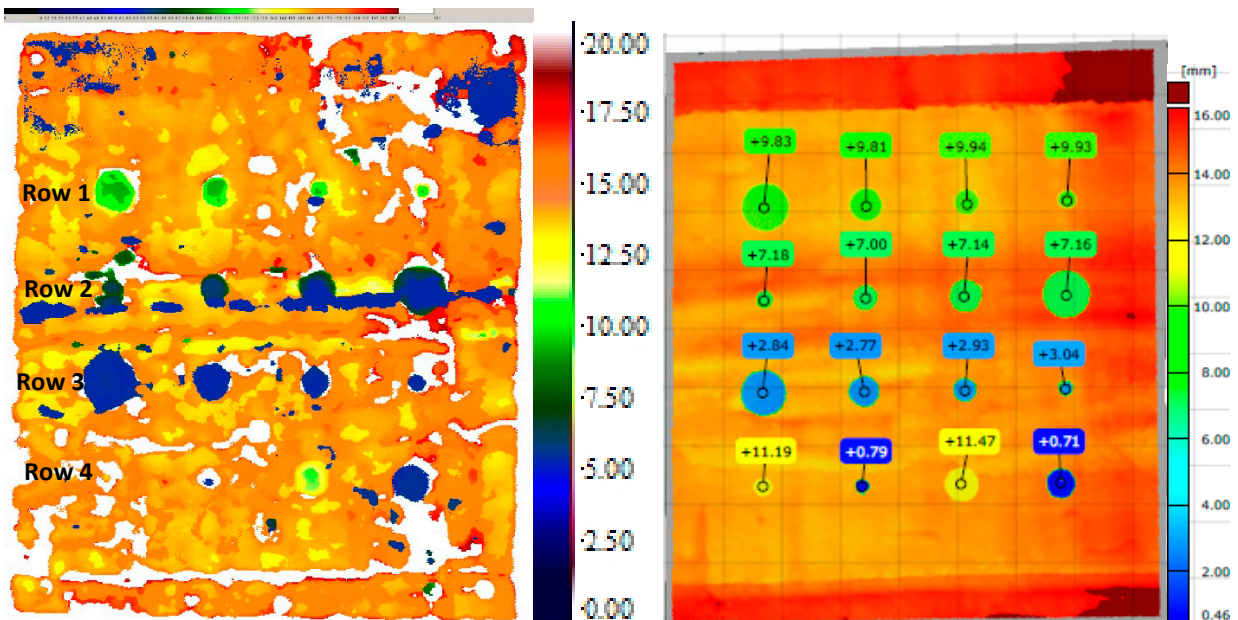 20.00
17.50
15.00
12.50
10.00
7.50
5.00
2.50
0.00
Row 1
Row 2
Row 3
Row 4
[mm]
16.00
14.00
12.00
10.00
8.00
6.00
4.00
2.00
0.46
+9.83 +9.81 +9.94 +9.93
+7.18 +7.00 +7.14 +7.16
+2.84 +2.77 +2.93 +3.04
+11.19 +0.79 +11.47 +0.71